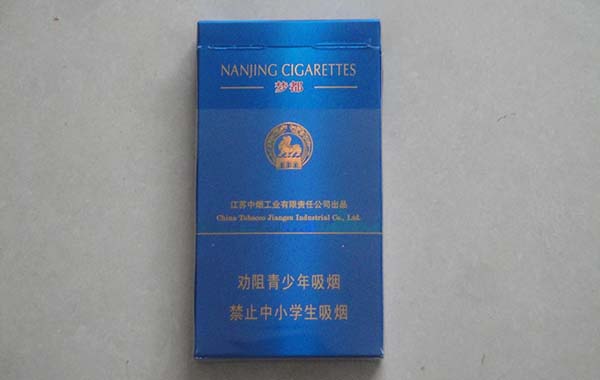 NANJING CIGARETTES
梦都
江苏中烟工业有限责任公司出品
China Tobacco Jiangsu Industrial Co., Ltd.
劝阻青少年吸烟
禁止中小学生吸烟